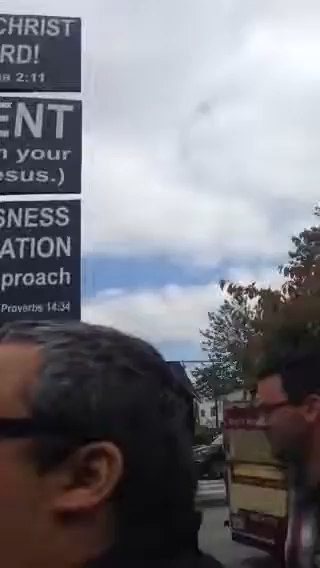 CHRIST
RD!
2:11
ENT
your
esus.)
SNESS
ATION
proach
Proverbs 14:34